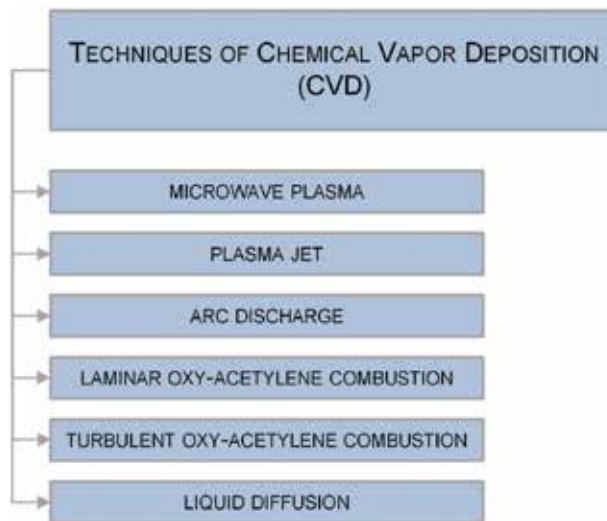 TECHNIQUES OF CHEMICAL VAPOR DEPOSITION
(CVD)
MICROWAVE PLASMA
PLASMA JET
ARC DISCHARGE
LAMINAR OXY-ACETYLENE COMBUSTION
TURBULENT OXY-ACETYLENE COMBUSTION
LIQUID DIFFUSION